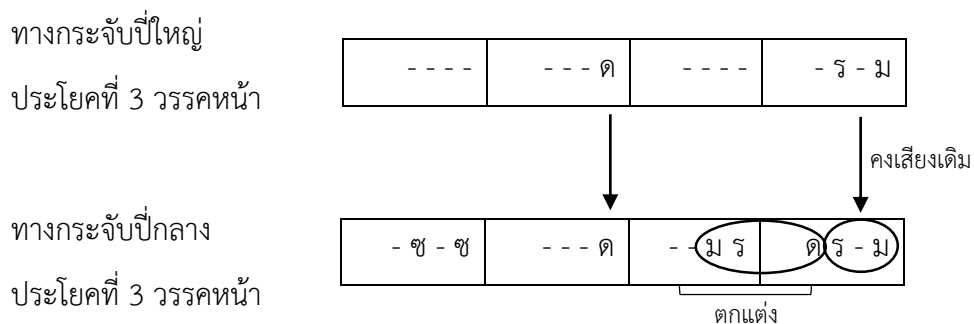 ทางกระจับปี่ใหญ่
ประโยคที่ 3 วรรคหน้า
- - - - - - - ด - - - - - ร - ม
คงเสียงเดิม
ทางกระจับปี่กลาง
ประโยคที่ 3 วรรคหน้า
- ซ - ซ - - - ด - - ม ร ด ร - ม
ตกแต่ง